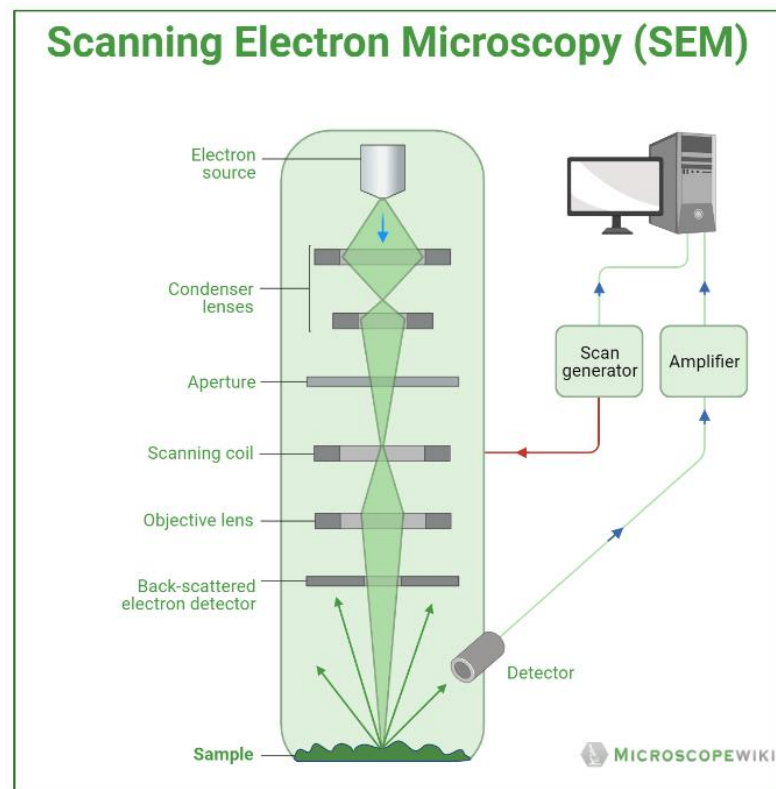 Scanning Electron Microscopy (SEM)
Electron
source
Condenser
lenses
Aperture
Scanning coil
Objective lens
Back-scattered
electron detector
Sample
Scan
generator
Amplifier
Detector
MICROSCOPEWIKI